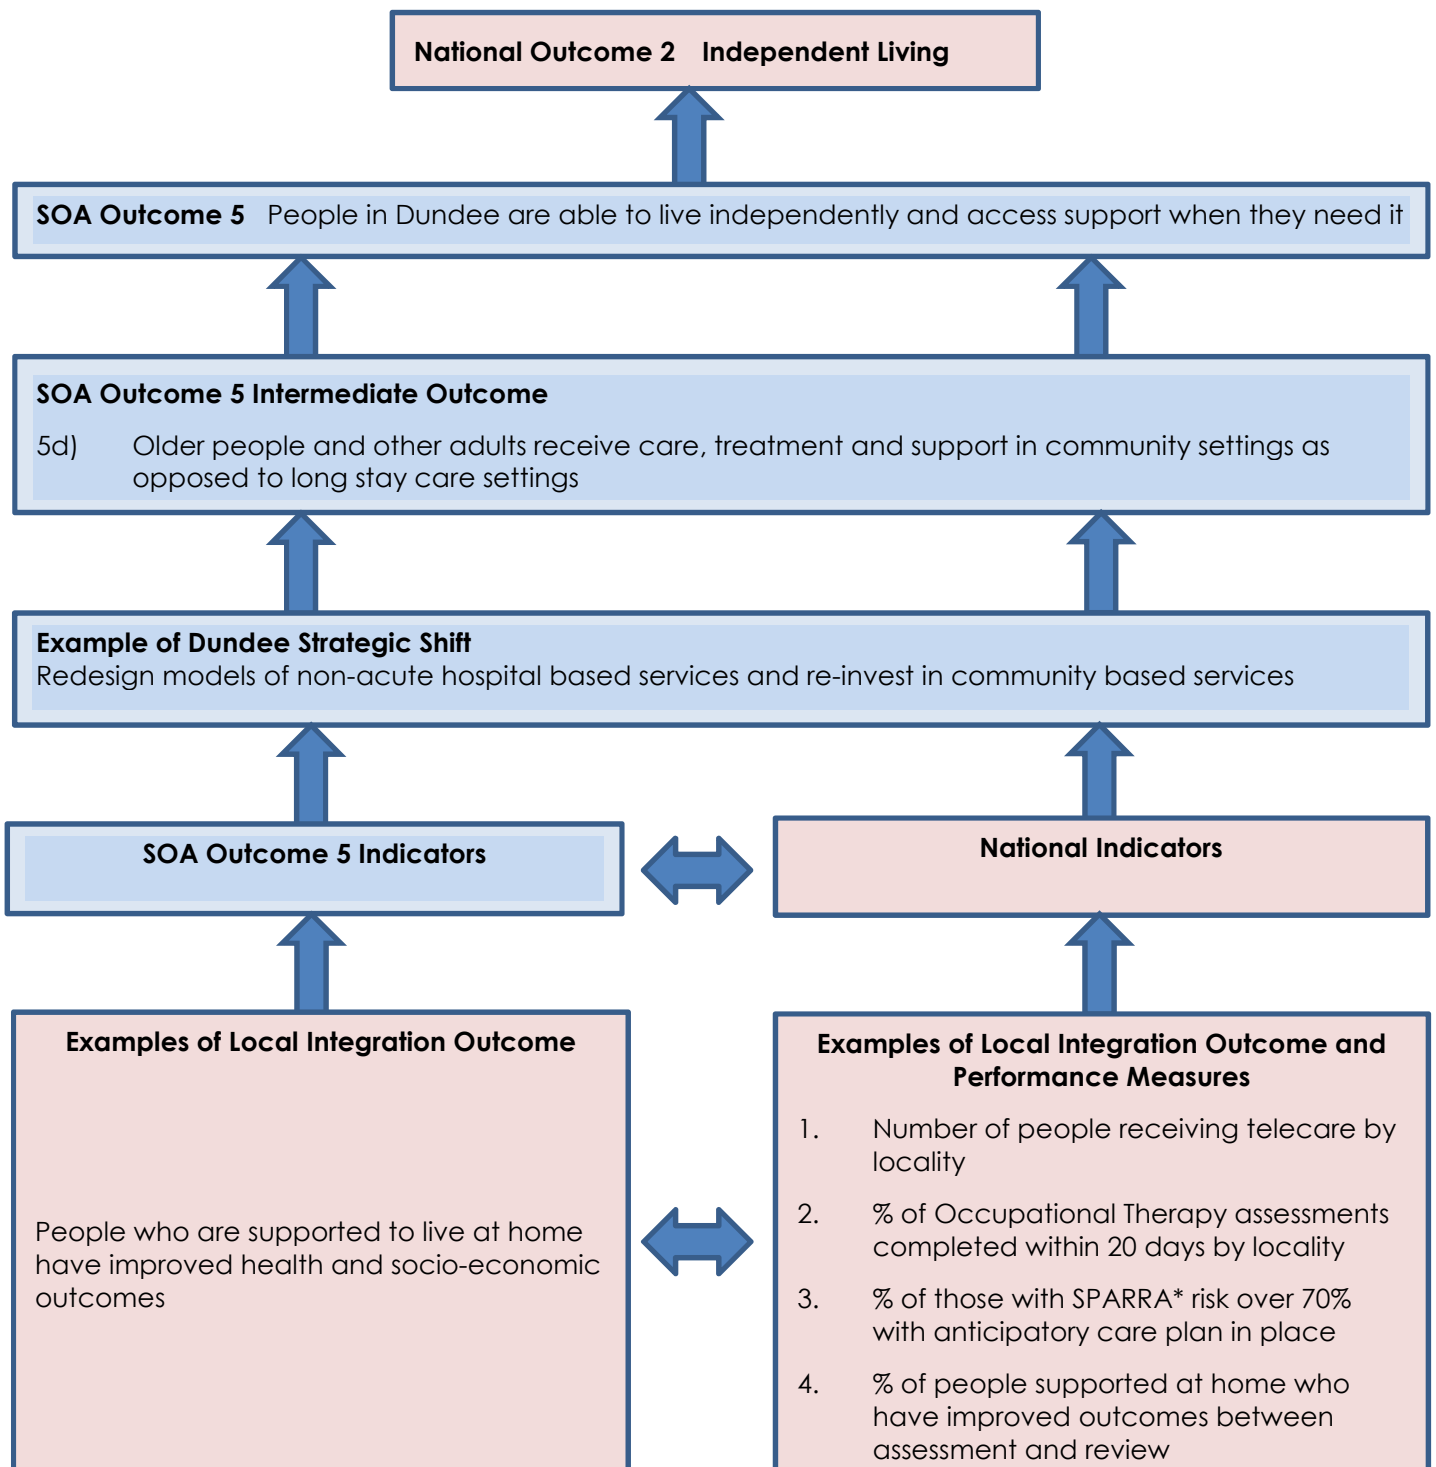 National Outcome 2 Independent Living
SOA Outcome 5 People in Dundee are able to live independently and access support when they need it
SOA Outcome 5 Intermediate Outcome
5d) Older people and other adults receive care, treatment and support in community settings as
opposed to long stay care settings
Example of Dundee Strategic Shift
Redesign models of non-acute hospital based services and re-invest in community based services
SOA Outcome 5 Indicators
National Indicators
Examples of Local Integration Outcome
People who are supported to live at home
have improved health and socio-economic
outcomes
Examples of Local Integration Outcome and
Performance Measures
1. Number of people receiving telecare by
locality
2. % of Occupational Therapy assessments
completed within 20 days by locality
3. % of those with SPARRA* risk over 70%
with anticipatory care plan in place
4. % of people supported at home who
have improved outcomes between
assessment and review